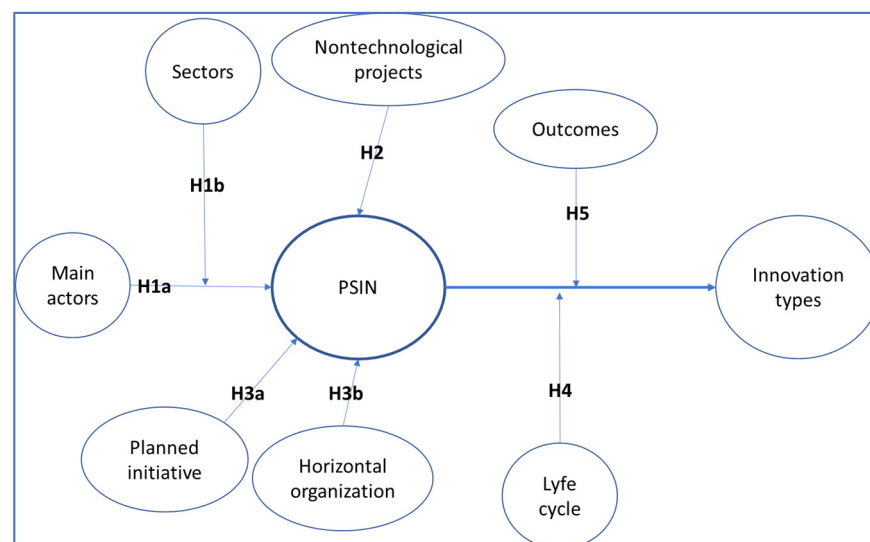 Sectors
Nontechnological
projects
Outcomes
H2
H1b
H5
Main
actors
H1a
PSIN
Innovation
types
H3a
H3b
H4
Planned
initiative
Horizontal
organization
Lyfe
cycle